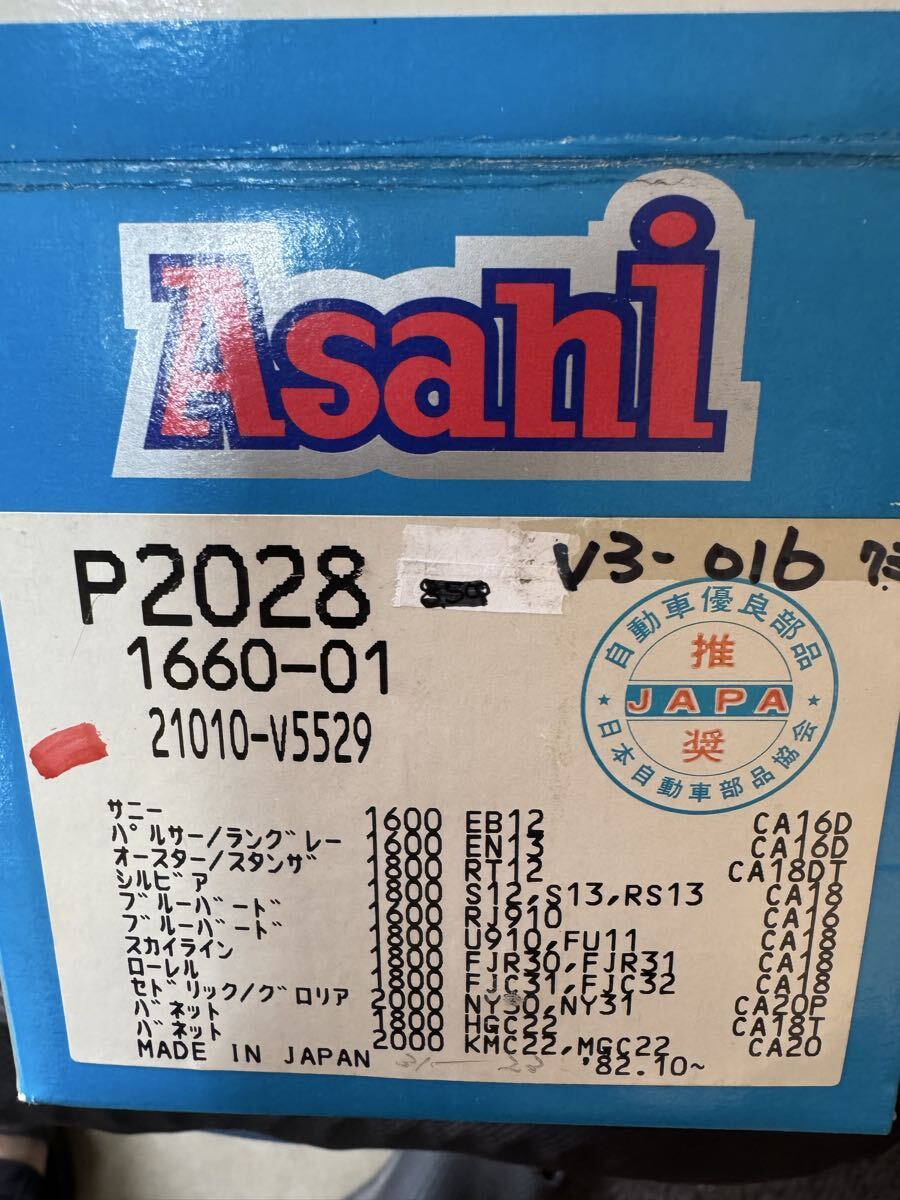 Asahi
P2028
V3-016
1660-01
21010-V5529
自動車優良部品
推
JAPA
奨
日本自動車部品協会
サニー 1600 EB12 CA16D
パルサー/ラングレー 1600 EN13 CA16D
オースター/スタンザ 1800 RT12 CA18DT
シルビア 1800 S12,S13,RS13 CA18
ブルーバード 1600 RJ910 CA16
ブルーバード 1800 U910,FU11 CA18
スカイライン 1800 FJR30,FJR31 CA18
ローレル 1800 FJC31,FJC32 CA18
セドリック/グロリア 2000 NY30,NY31 CA20P
バネット 1800 HGC22 CA18T
バネット 2000 KMC22,MGC22 CA20
MADE IN JAPAN '82.10~